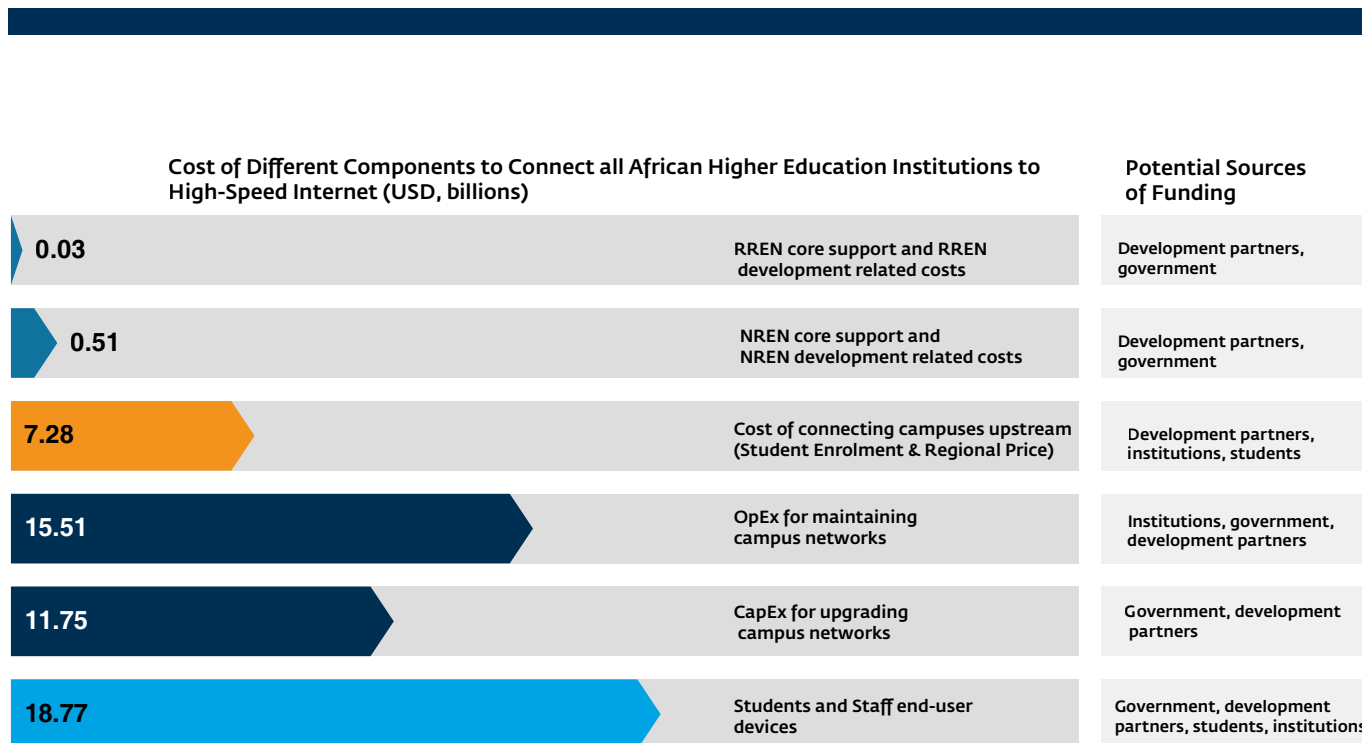 Cost of Different Components to Connect all African Higher Education Institutions to
High-Speed Internet (USD, billions)
Potential Sources
of Funding
0.03
RREN core support and RREN
development related costs
Development partners,
government
0.51
NREN core support and
NREN development related costs
Development partners,
government
7.28
Cost of connecting campuses upstream
(Student Enrolment & Regional Price)
Development partners,
institutions, students
15.51
OpEx for maintaining
campus networks
Institutions, government,
development partners
11.75
CapEx for upgrading
campus networks
Government, development
partners
18.77
Students and Staff end-user
devices
Government, development
partners, students, institutions